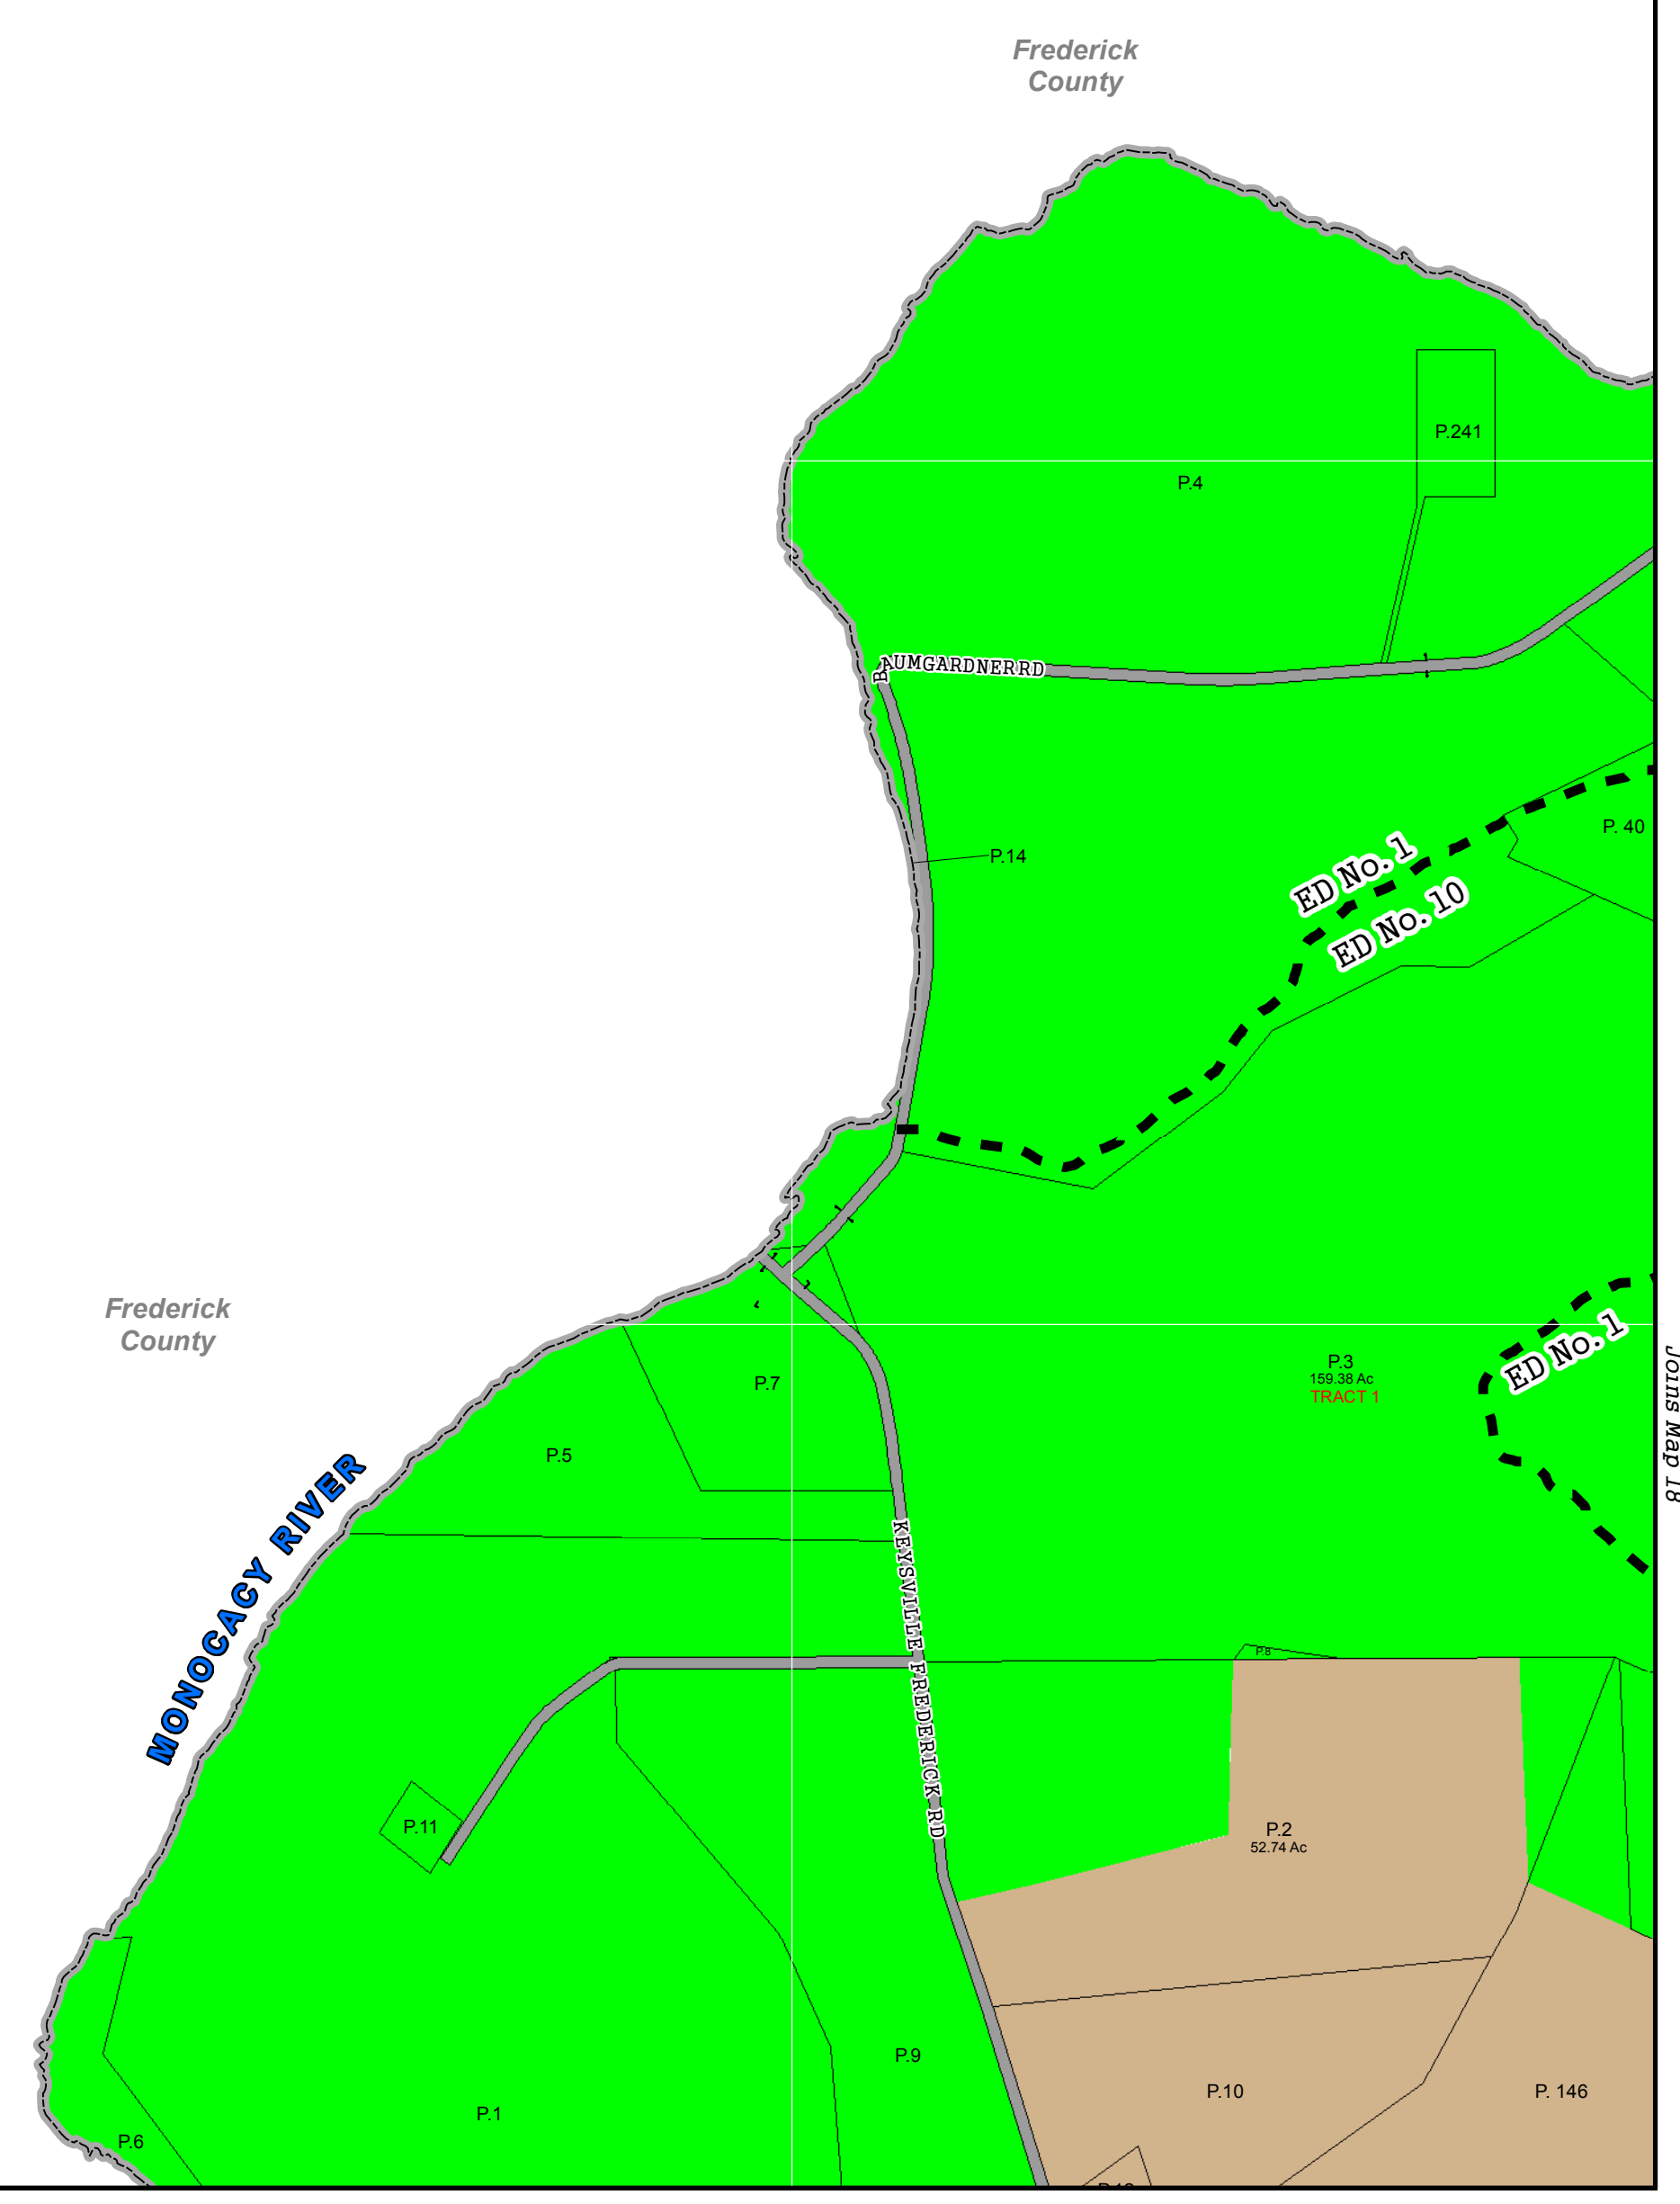 Frederick
County
P.241
P.4
BAUMGARDNER RD
P. 40
P.14
ED No. 1
ED No. 10
Frederick
County
P.3
159.38 Ac
TRACT 1
ED No. 1
Joins Map 18
P.7
P.5
MONOCACY RIVER
KEYSVILLE FREDERICK RD
P.8
P.11
P.2
52.74 Ac
P.9
P.10
P. 146
P.1
P.6